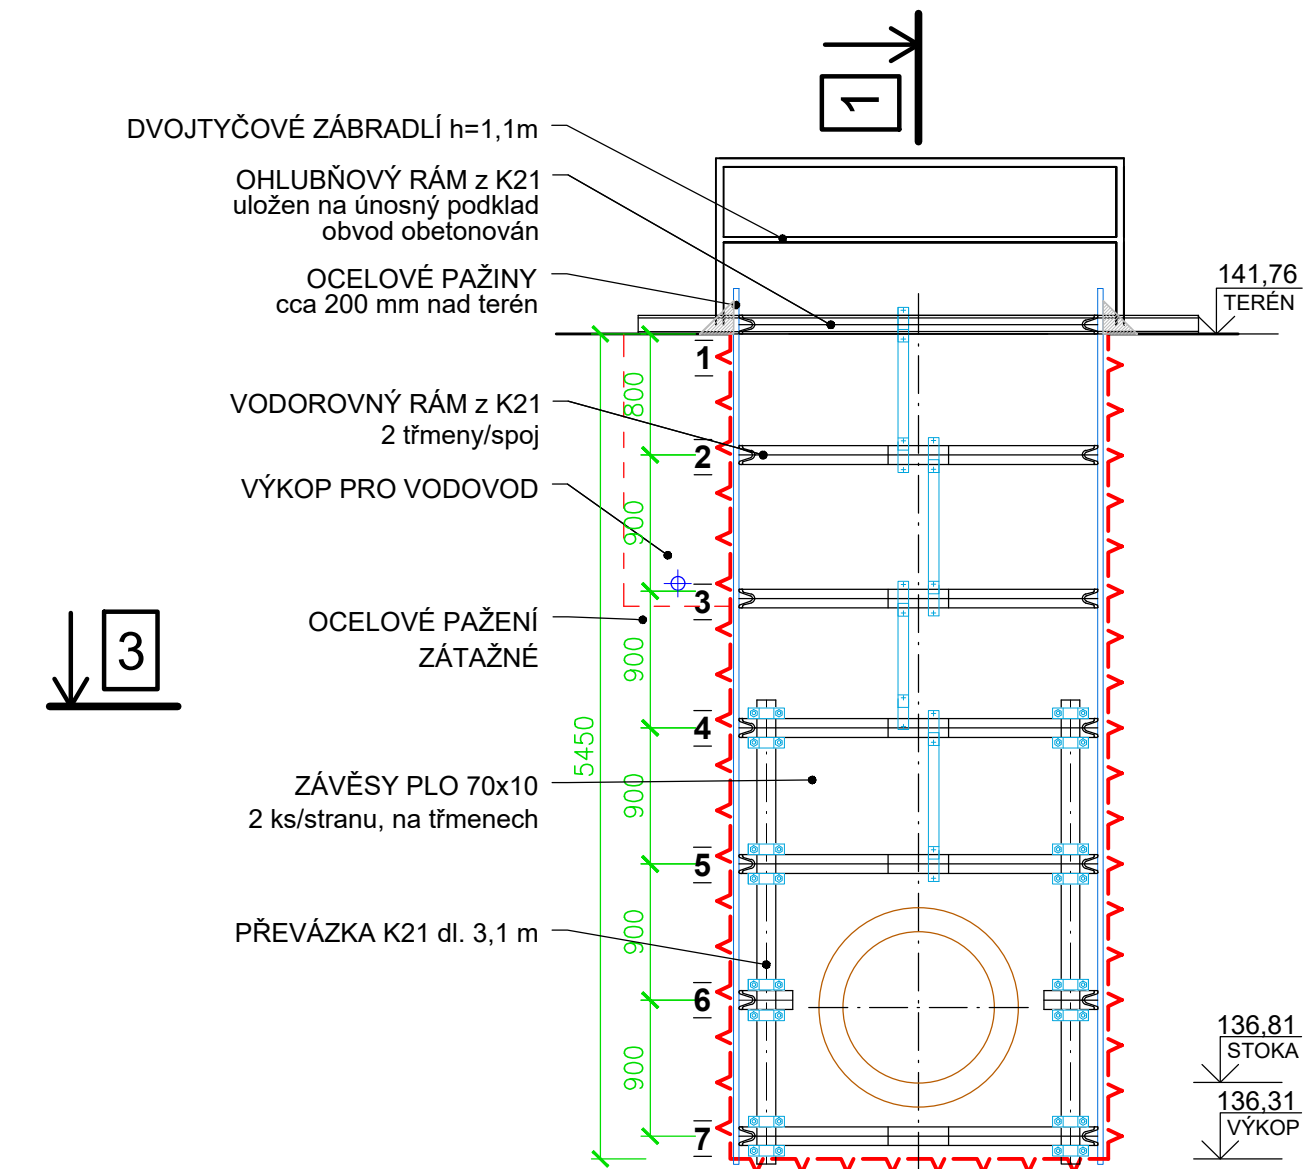 1
DVOJTYČOVÉ ZÁBRADLÍ h=1,1m
OHLUBŇOVÝ RÁM z K21
uložen na únosný podklad
obvod obetonován
OCELOVÉ PAŽINY
cca 200 mm nad terén
141,76
TERÉN
1
800
VODOROVNÝ RÁM z K21
2 třmeny/spoj
2
VÝKOP PRO VODOVOD
900
3
OCELOVÉ PAŽENÍ
ZÁTAŽNÉ
3
900
4
5450
ZÁVĚSY PLO 70x10
2 ks/stranu, na třmenech
900
5
PŘEVÁZKA K21 dl. 3,1 m
900
6
136,81
STOKA
900
136,31
VÝKOP
7